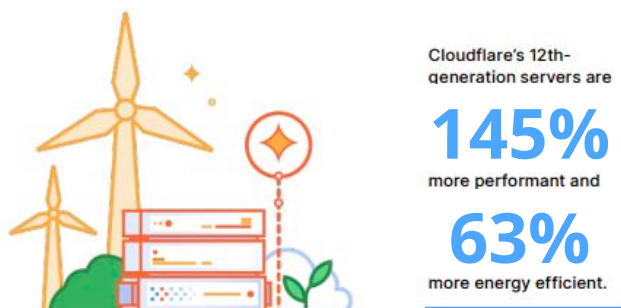 Cloudflare's 12th-
generation servers are
145%
more performant and
63%
more energy efficient.